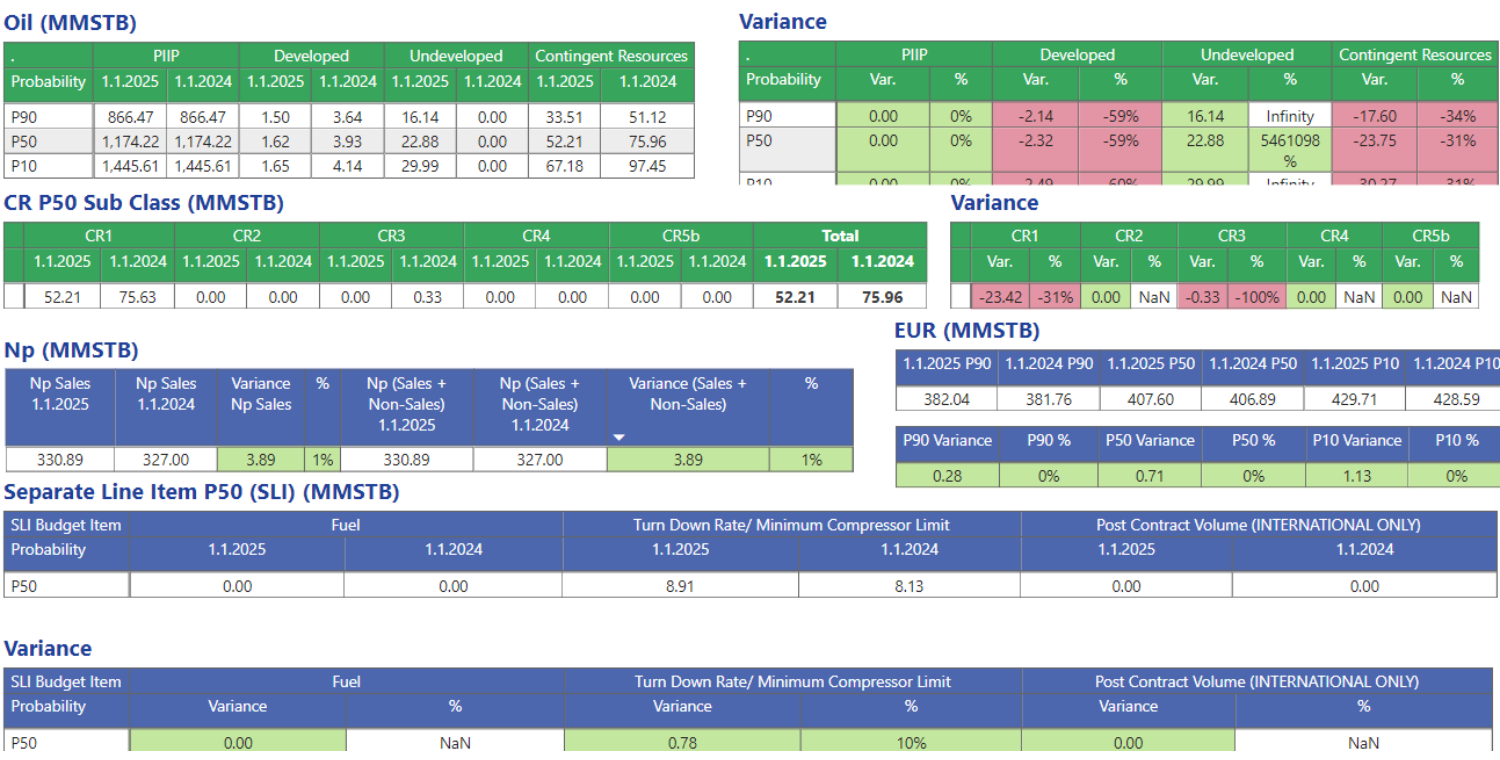 Oil (MMSTB)
. PIIP Developed Undeveloped Contingent Resources
Probability 1.1.2025 1.1.2024 1.1.2025 1.1.2024 1.1.2025 1.1.2024 1.1.2025 1.1.2024
P90 866.47 866.47 1.50 3.64 16.14 0.00 33.51 51.12
P50 1,174.22 1,174.22 1.62 3.93 22.88 0.00 52.21 75.96
P10 1,445.61 1,445.61 1.65 4.14 29.99 0.00 67.18 97.45
Variance
. PIIP Developed Undeveloped Contingent Resources
Probability Var. % Var. % Var. % Var. %
P90 0.00 0% -2.14 -59% 16.14 Infinity -17.60 -34%
P50 0.00 0% -2.32 -59% 22.88 5461098 -23.75 -31%
%
P10 0.00 0% -2.49 -60% 29.99 Infinity -30.27 -31%
CR P50 Sub Class (MMSTB)
CR1 CR2 CR3 CR4 CR5b Total
1.1.2025 1.1.2024 1.1.2025 1.1.2024 1.1.2025 1.1.2024 1.1.2025 1.1.2024 1.1.2025 1.1.2024 1.1.2025 1.1.2024
52.21 75.63 0.00 0.00 0.00 0.33 0.00 0.00 0.00 0.00 52.21 75.96
Variance
CR1 CR2 CR3 CR4 CR5b
Var. % Var. % Var. % Var. % Var. %
-23.42 -31% 0.00 NaN -0.33 -100% 0.00 NaN 0.00 NaN
Np (MMSTB)
Np Sales Np Sales Variance % Np (Sales + Np (Sales + Variance (Sales + %
1.1.2025 1.1.2024 Np Sales Non-Sales) Non-Sales) Non-Sales)
1.1.2025 1.1.2024
330.89 327.00 3.89 1% 330.89 327.00 3.89 1%
EUR (MMSTB)
1.1.2025 P90 1.1.2024 P90 1.1.2025 P50 1.1.2024 P50 1.1.2025 P10 1.1.2024 P10
382.04 381.76 407.60 406.89 429.71 428.59
P90 Variance P90 % P50 Variance P50 % P10 Variance P10 %
0.28 0% 0.71 0% 1.13 0%
Separate Line Item P50 (SLI) (MMSTB)
SLI Budget Item Fuel Turn Down Rate/ Minimum Compressor Limit Post Contract Volume (INTERNATIONAL ONLY)
Probability 1.1.2025 1.1.2024 1.1.2025 1.1.2024 1.1.2025 1.1.2024
P50 0.00 0.00 8.91 8.13 0.00 0.00
Variance
SLI Budget Item Fuel Turn Down Rate/ Minimum Compressor Limit Post Contract Volume (INTERNATIONAL ONLY)
Probability Variance % Variance % Variance %
P50 0.00 NaN 0.78 10% 0.00 NaN